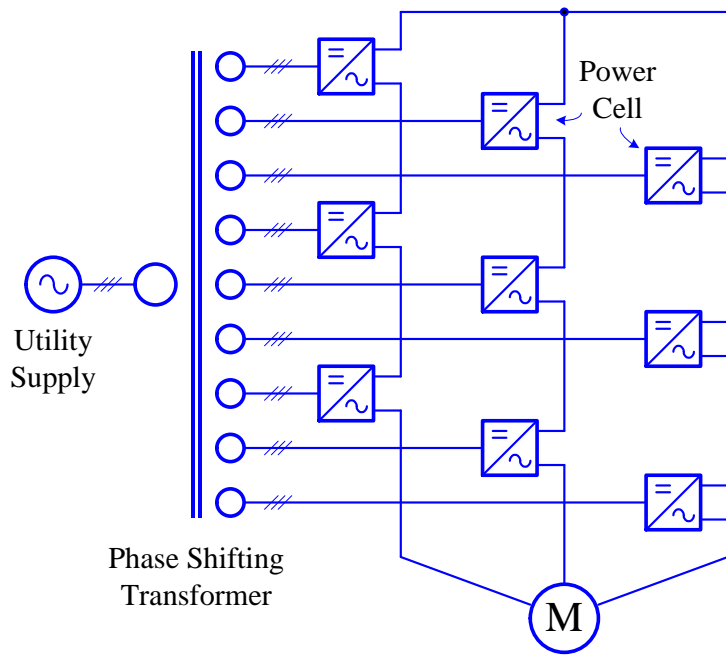 Power
Cell
Utility
Supply
Phase Shifting
Transformer
M